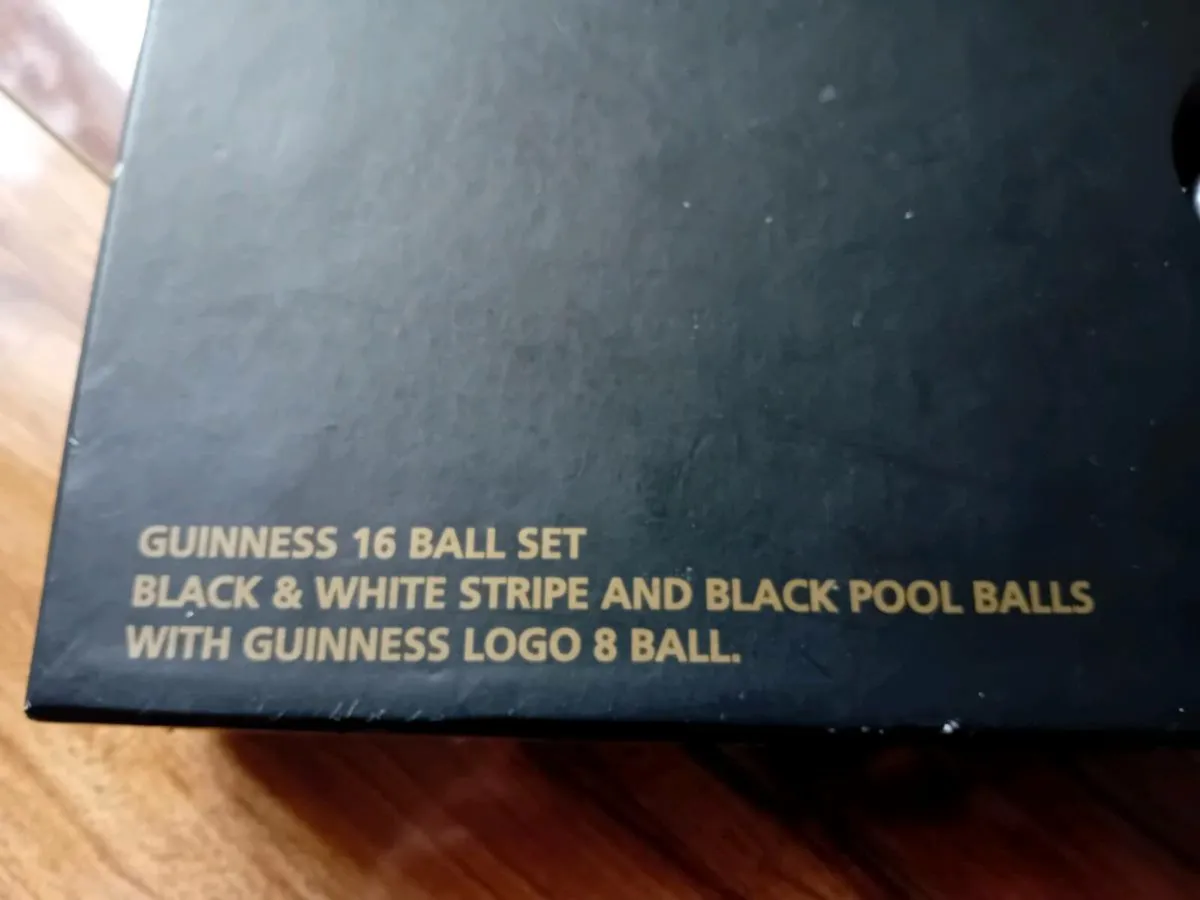 GUINNESS 16 BALL SET
BLACK & WHITE STRIPE AND BLACK POOL BALLS
WITH GUINNESS LOGO 8 BALL.